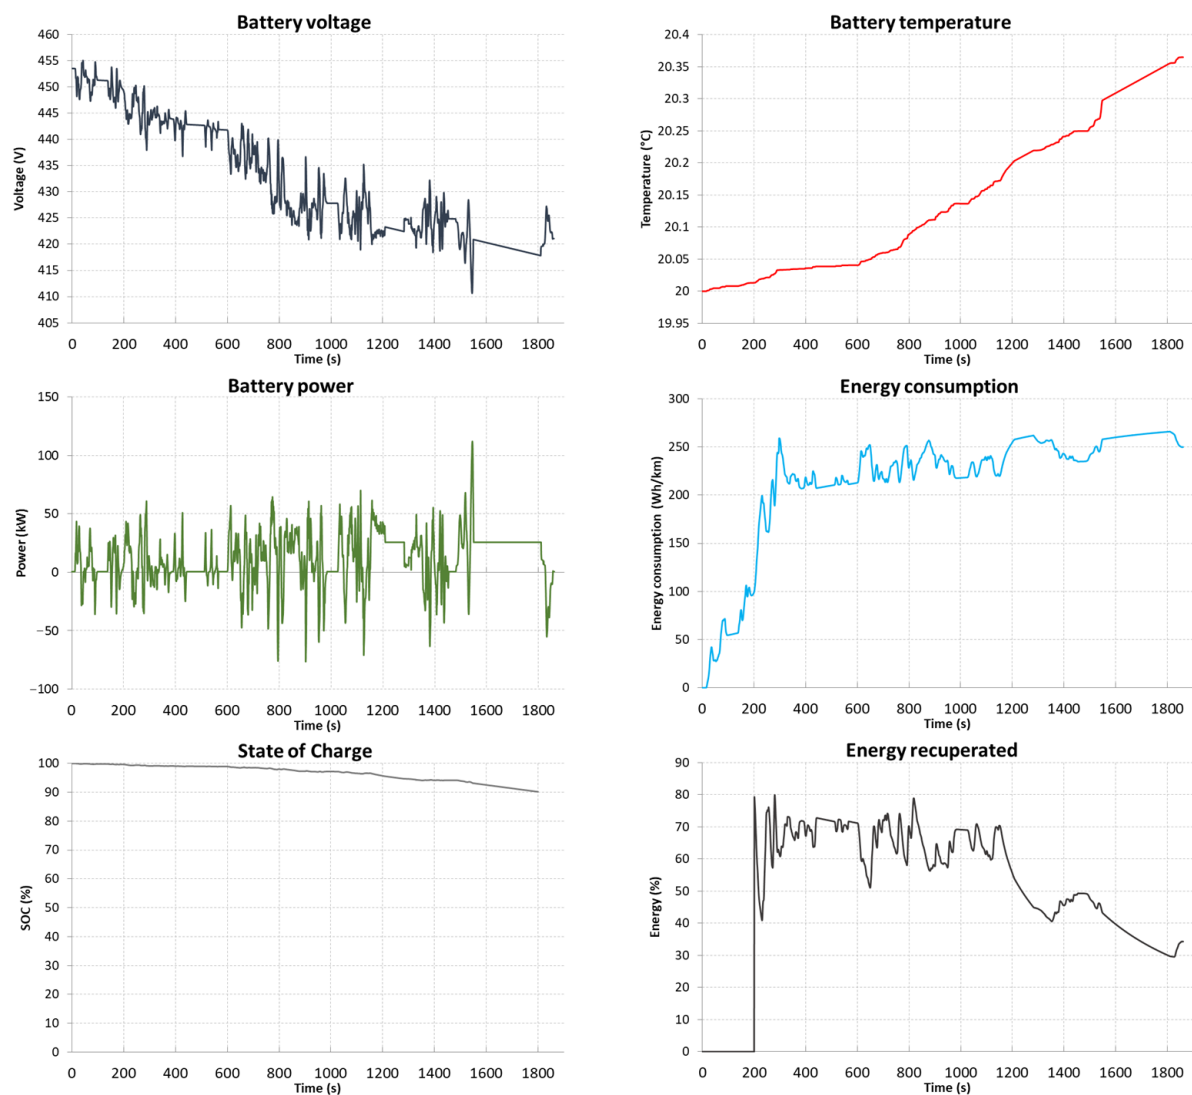 Battery voltage
460
455
450
445
440
435
430
425
420
415
410
405
Voltage (V)
0 200 400 600 800 1000 1200 1400 1600 1800
Time (s)
Battery temperature
20.4
20.35
20.3
20.25
20.2
20.15
20.1
20.05
20
19.95
Temperature (°C)
0 200 400 600 800 1000 1200 1400 1600 1800
Time (s)
Battery power
150
100
50
0
−50
−100
Power (kW)
0 200 400 600 800 1000 1200 1400 1600 1800
Time (s)
Energy consumption
300
250
200
150
100
50
0
Energy consumption (Wh/km)
0 200 400 600 800 1000 1200 1400 1600 1800
Time (s)
State of Charge
100
90
80
70
60
50
40
30
20
10
0
SOC (%)
0 200 400 600 800 1000 1200 1400 1600 1800
Time (s)
Energy recuperated
90
80
70
60
50
40
30
20
10
0
Energy (%)
0 200 400 600 800 1000 1200 1400 1600 1800
Time (s)